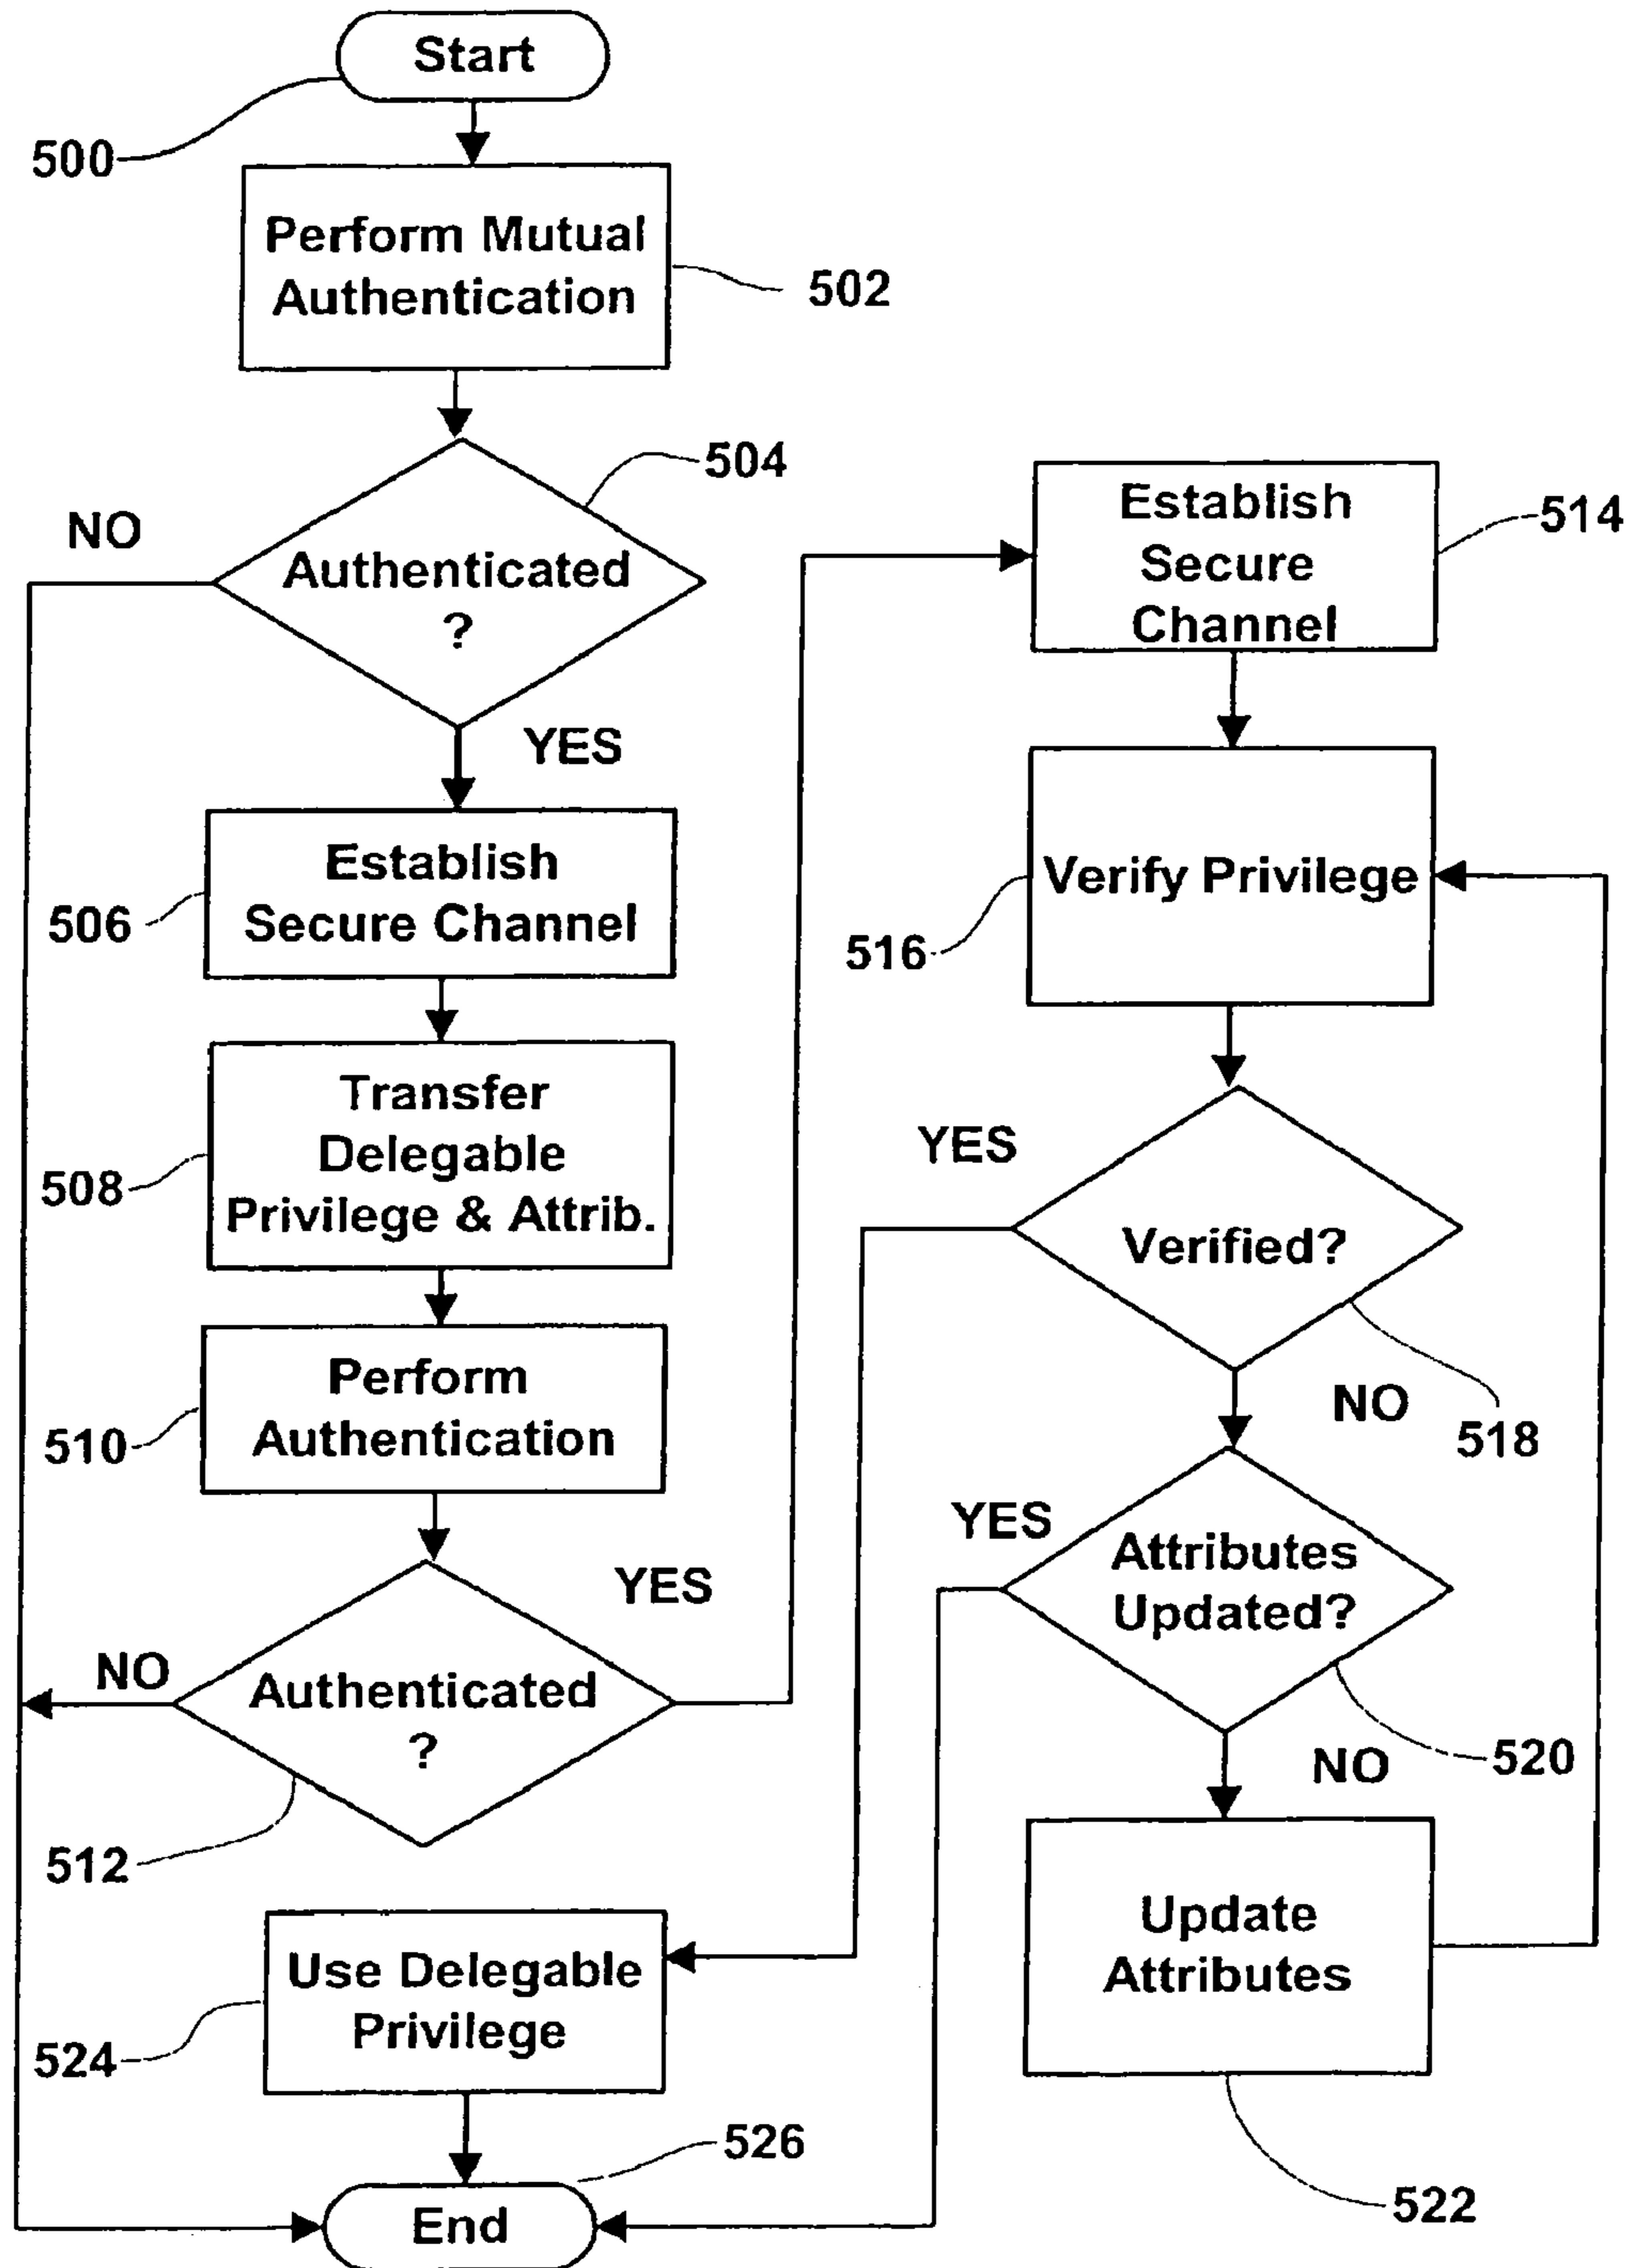 Start
500
Perform Mutual
Authentication
502
504
NO
Authenticated
?
YES
Establish
Secure Channel
506
Transfer
Delegable
Privilege & Attrib.
508
Perform
Authentication
510
YES
NO
Authenticated
?
512
Establish
Secure
Channel
514
Verify Privilege
516
YES
Verified?
NO
518
YES
Attributes
Updated?
520
NO
Update
Attributes
522
Use Delegable
Privilege
524
526
End